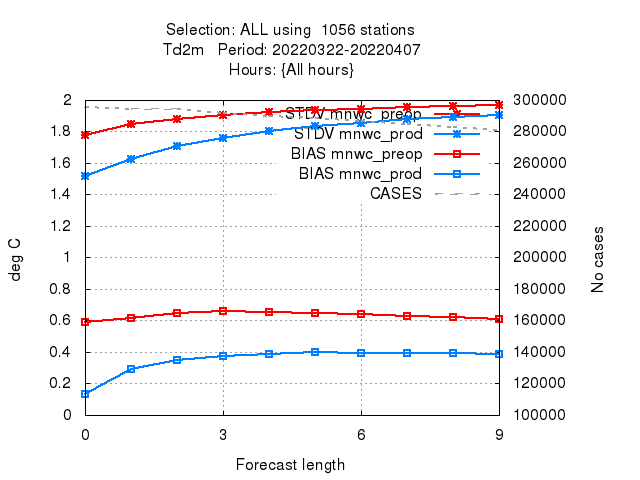 Selection: ALL using  1056 stations
Td2m   Period: 20220322-20220407
Hours: {All hours}
2
1.8
1.6
1.4
1.2
1
0.8
0.6
0.4
0.2
0
deg C
STDV mnwc_preop
STDV mnwc_prod
BIAS mnwc_preop
BIAS mnwc_prod
CASES
300000
280000
260000
240000
220000
200000
180000
160000
140000
120000
100000
No cases
0 3 6 9
Forecast length